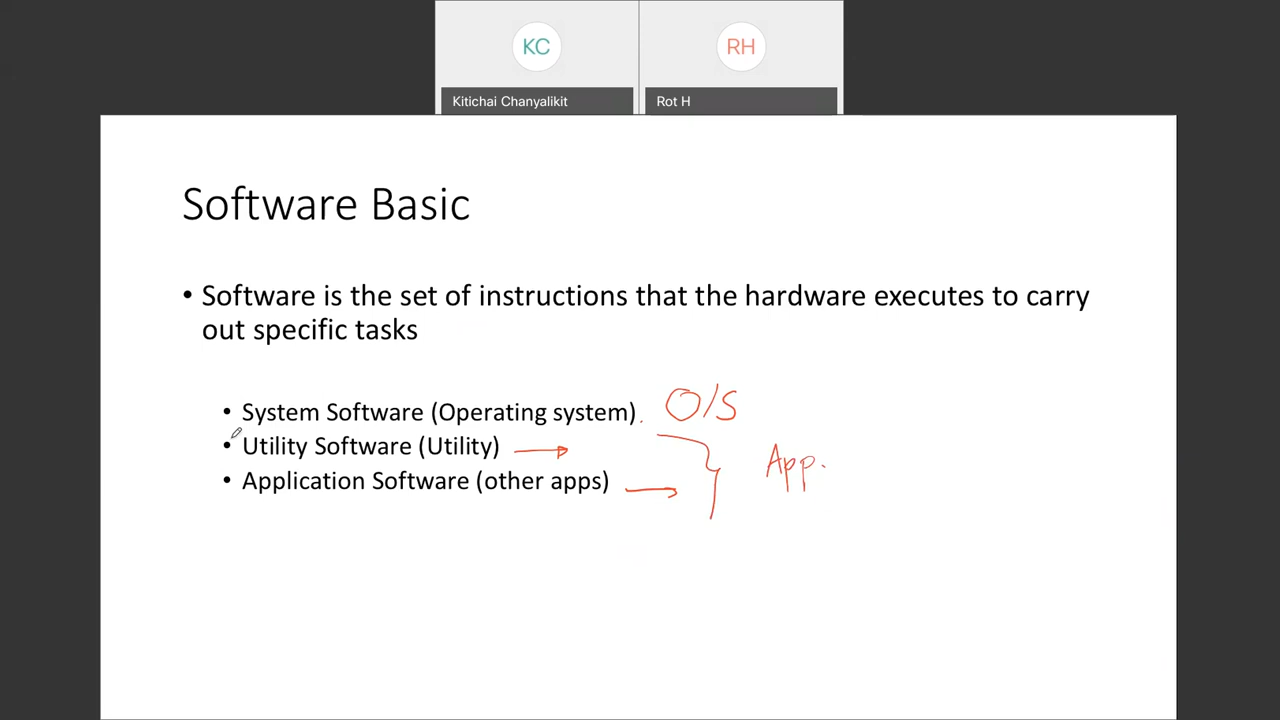 KC
RH
Kitichai Chanyalikit
Rot H
Software Basic
• Software is the set of instructions that the hardware executes to carry
out specific tasks
• System Software (Operating system). O/S
• Utility Software (Utility)
App.
• Application Software (other apps)